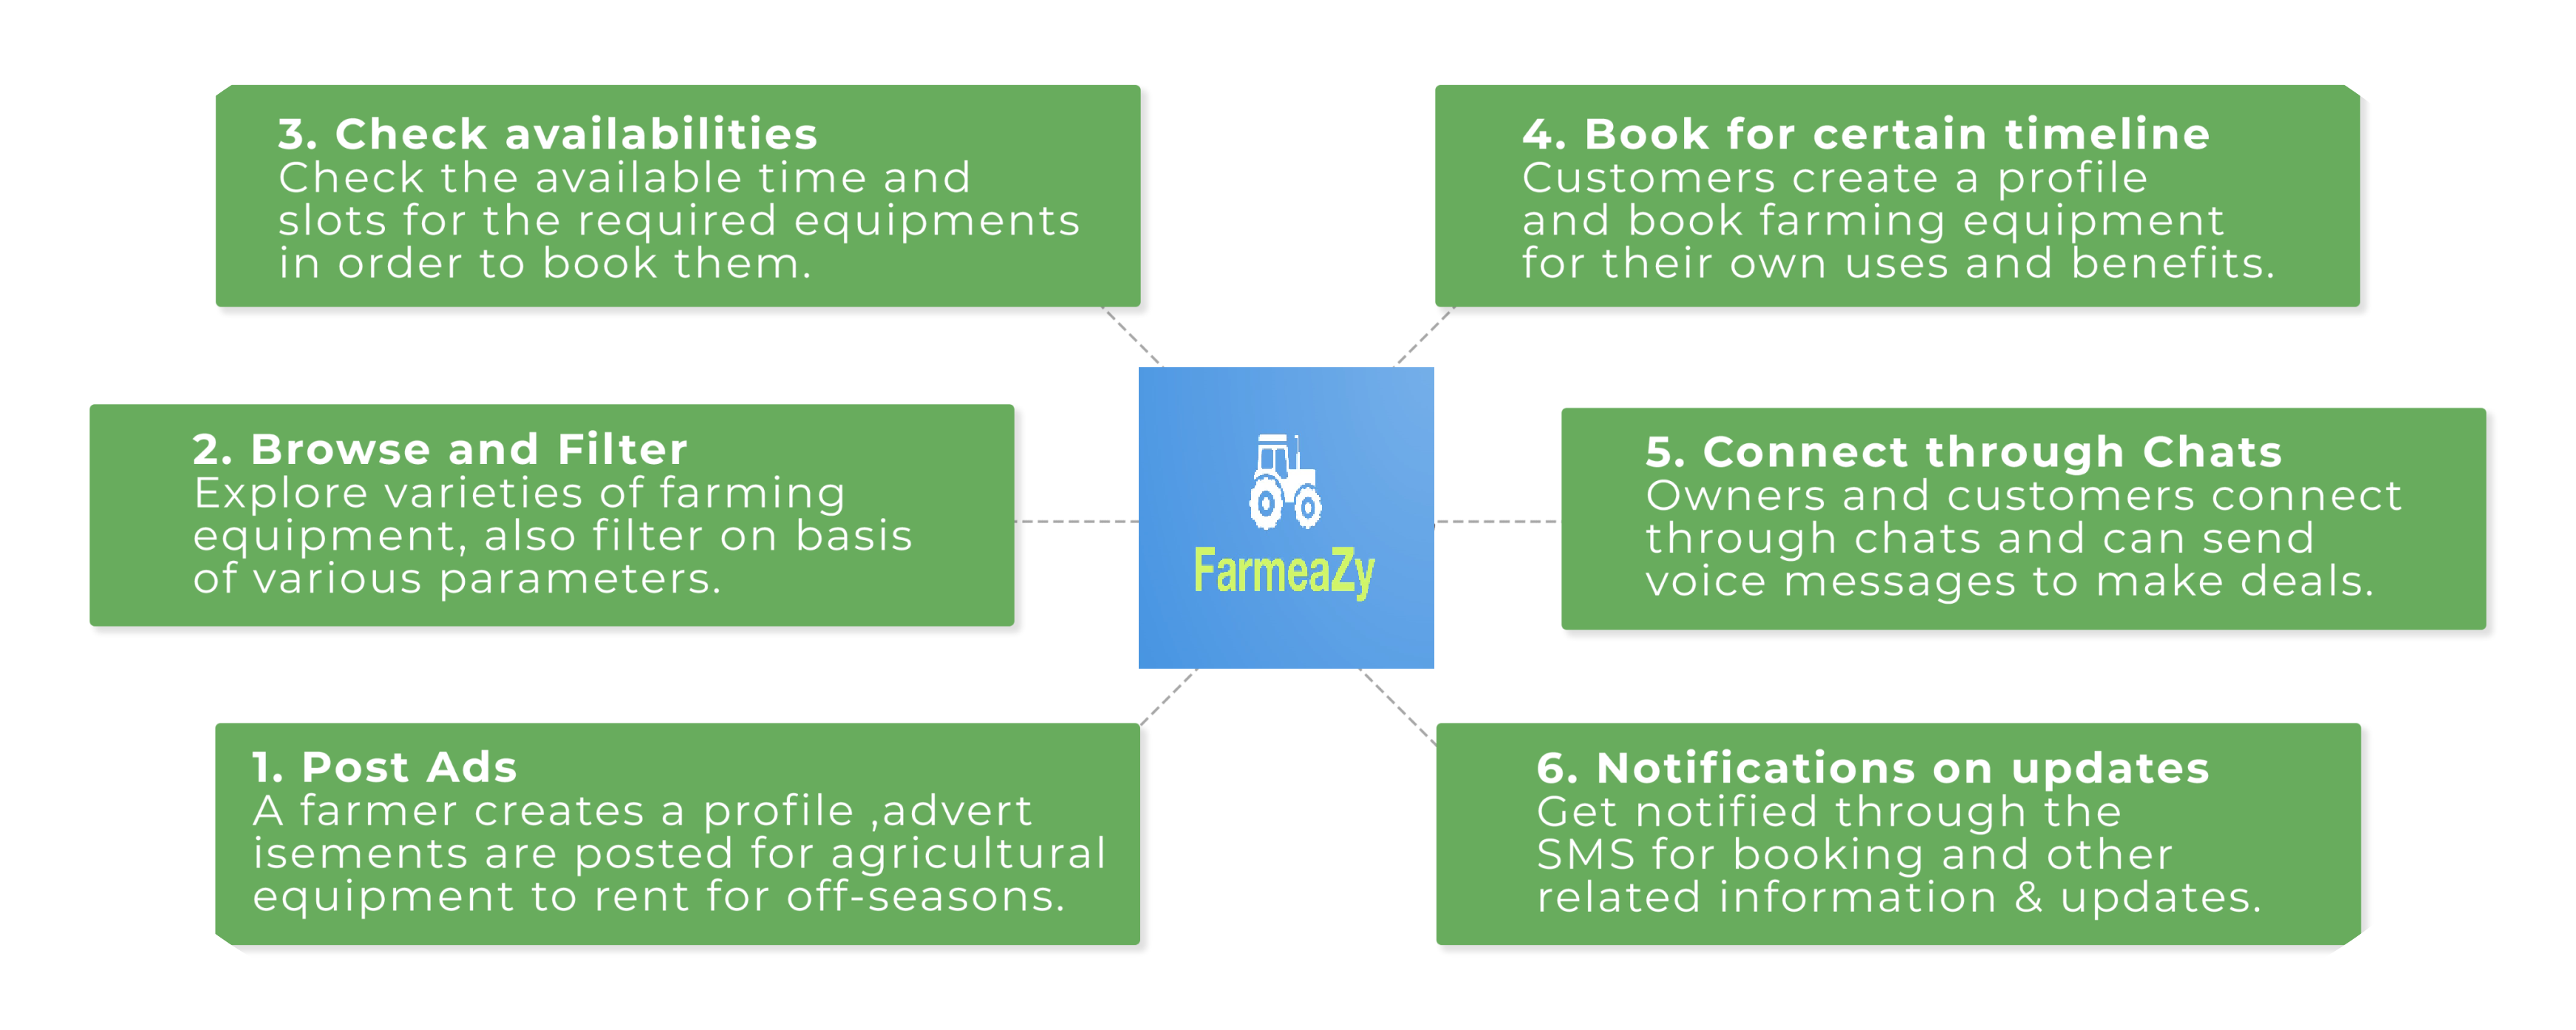 3. Check availabilities
Check the available time and
slots for the required equipments
in order to book them.
4. Book for certain timeline
Customers create a profile
and book farming equipment
for their own uses and benefits.
2. Browse and Filter
Explore varieties of farming
equipment, also filter on basis
of various parameters.
FarmeaZy
5. Connect through Chats
Owners and customers connect
through chats and can send
voice messages to make deals.
1. Post Ads
A farmer creates a profile ,advert
isements are posted for agricultural
equipment to rent for off-seasons.
6. Notifications on updates
Get notified through the
SMS for booking and other
related information & updates.